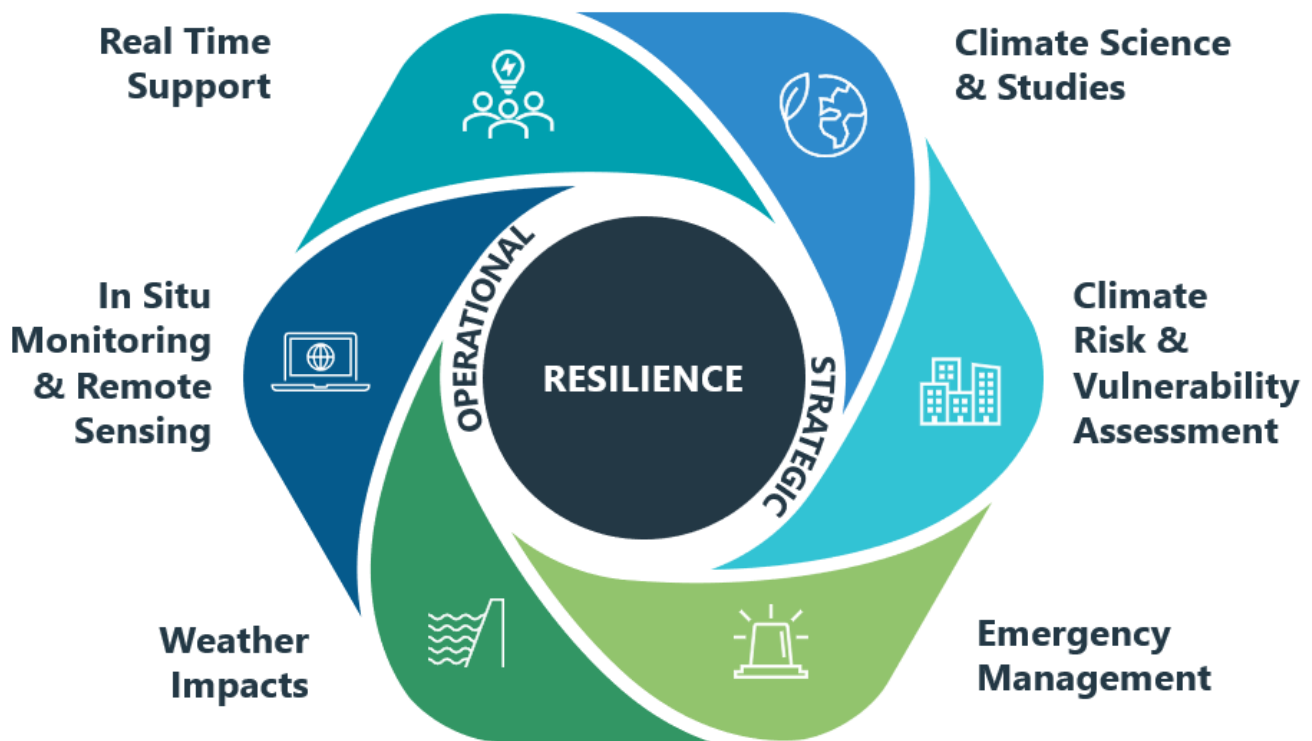 Real Time
Support
Climate Science
& Studies
In Situ
Monitoring
& Remote
Sensing
OPERATIONAL
RESILIENCE
STRATEGIC
Climate
Risk &
Vulnerability
Assessment
Weather
Impacts
Emergency
Management